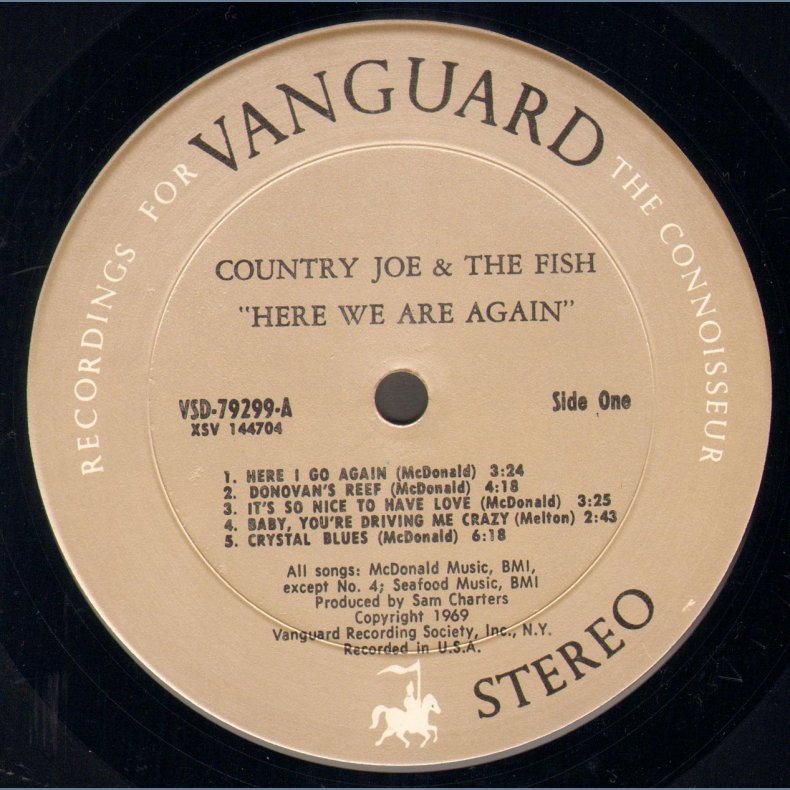 RECORDINGS FOR VANGUARD THE CONNOISSEUR
COUNTRY JOE & THE FISH
"HERE WE ARE AGAIN"
VSD-79299-A
XSV 144704
Side One
1. HERE I GO AGAIN (McDonald) 3:24
2. DONOVAN'S REEF (McDonald) 4:18
3. IT'S SO NICE TO HAVE LOVE (McDonald) 3:25
4. BABY, YOU'RE DRIVING ME CRAZY (Melton) 2:43
5. CRYSTAL BLUES (McDonald) 6:18
All songs: McDonald Music, BMI,
except No. 4; Seafood Music, BMI
Produced by Sam Charters
Copyright 1969
Vanguard Recording Society, Inc., N.Y.
Recorded in U.S.A.
STEREO